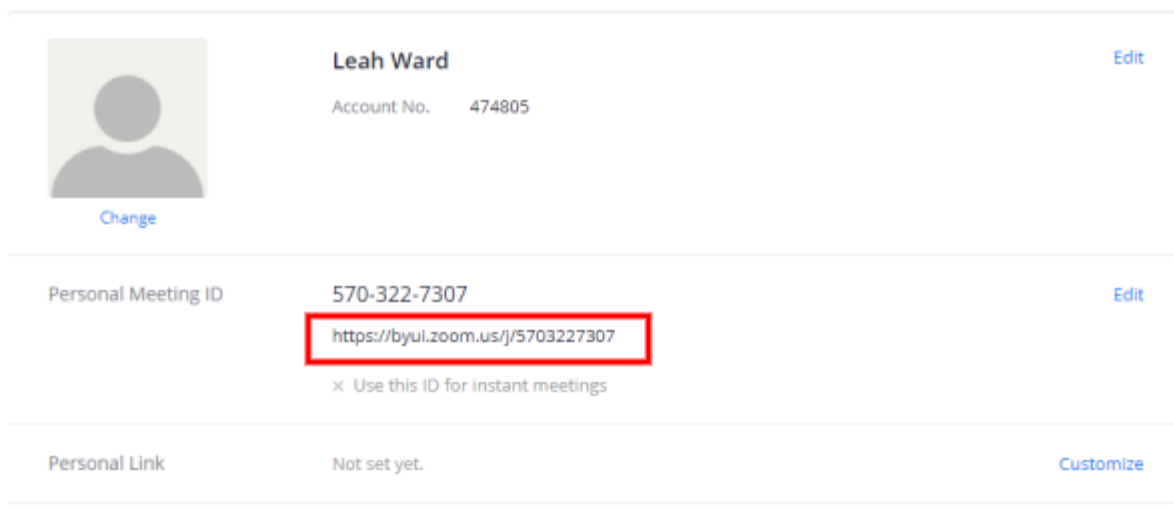 Leah Ward
Edit
Account No. 474805
Change
Personal Meeting ID
570-322-7307
Edit
https://byui.zoom.us/j/5703227307
× Use this ID for instant meetings
Personal Link
Not set yet.
Customize